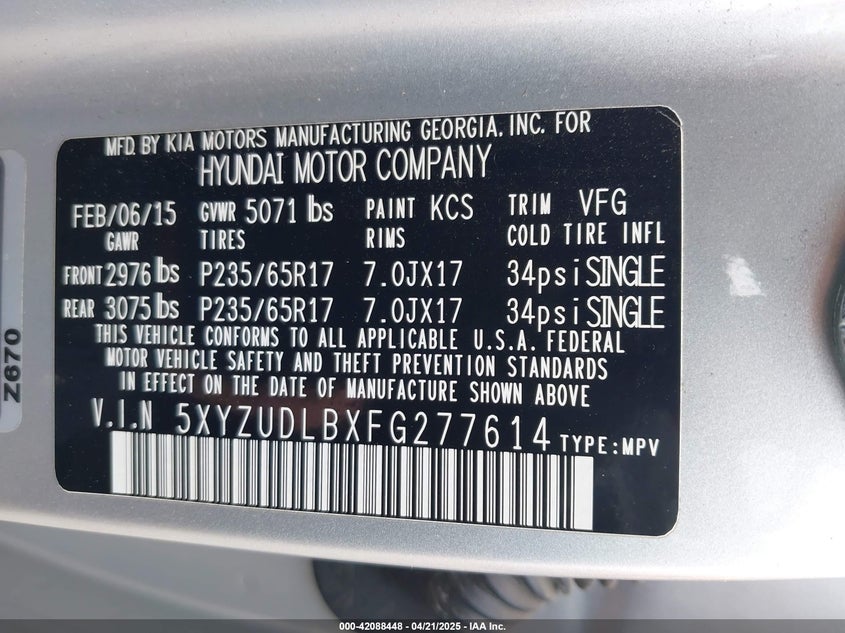 MFD. BY KIA MOTORS MANUFACTURING GEORGIA, INC. FOR
HYUNDAI MOTOR COMPANY
FEB/06/15 GVWR 5071 lbs PAINT KCS TRIM VFG
GAWR TIRES RIMS COLD TIRE INFL
FRONT 2976 lbs P235/65R17 7.0JX17 34psi SINGLE
REAR 3075 lbs P235/65R17 7.0JX17 34psi SINGLE
THIS VEHICLE CONFORMS TO ALL APPLICABLE U.S.A. FEDERAL
MOTOR VEHICLE SAFETY AND THEFT PREVENTION STANDARDS
IN EFFECT ON THE DATE OF MANUFACTURE SHOWN ABOVE
V.I.N 5XYZUDLBXFG277614 TYPE:MPV
Z670
000-42088448 - 04/21/2025 - IAA Inc.